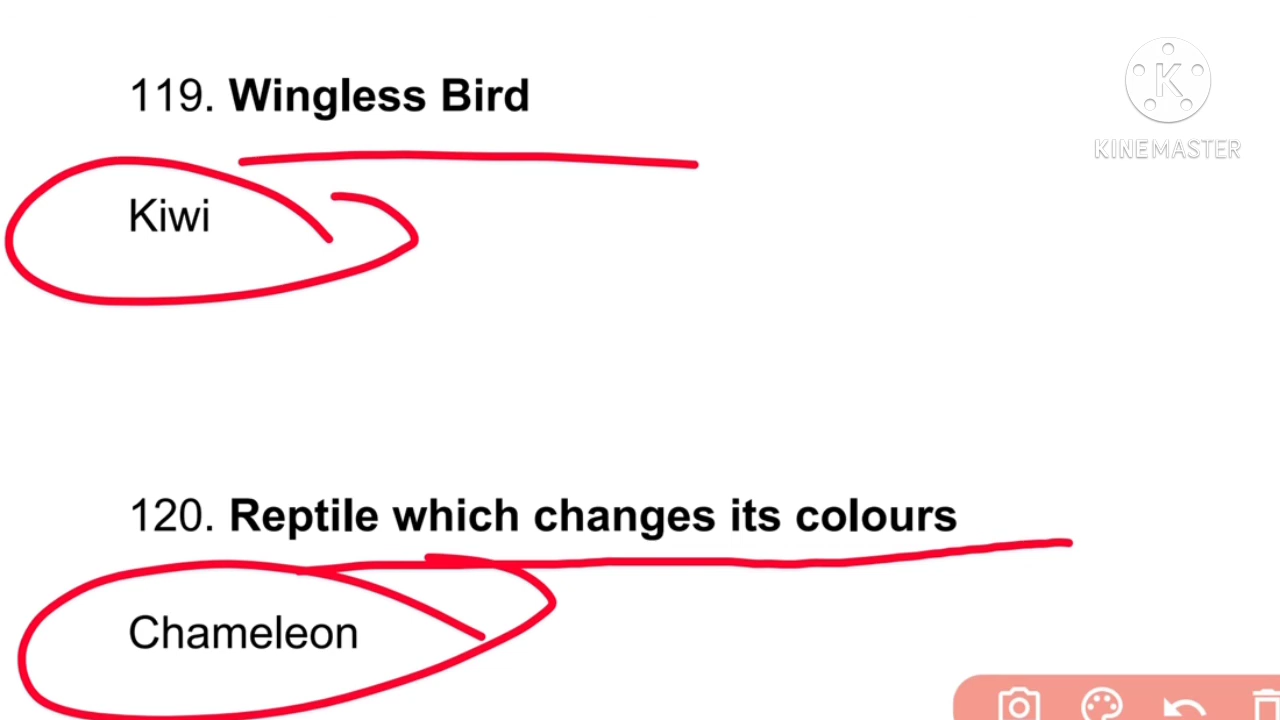 119. Wingless Bird
K
KINEMASTER
Kiwi
120. Reptile which changes its colours
Chameleon